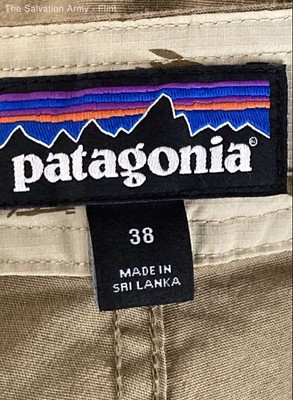 The Salvation Army - Flint
patagonia®
38
MADE IN
SRI LANKA